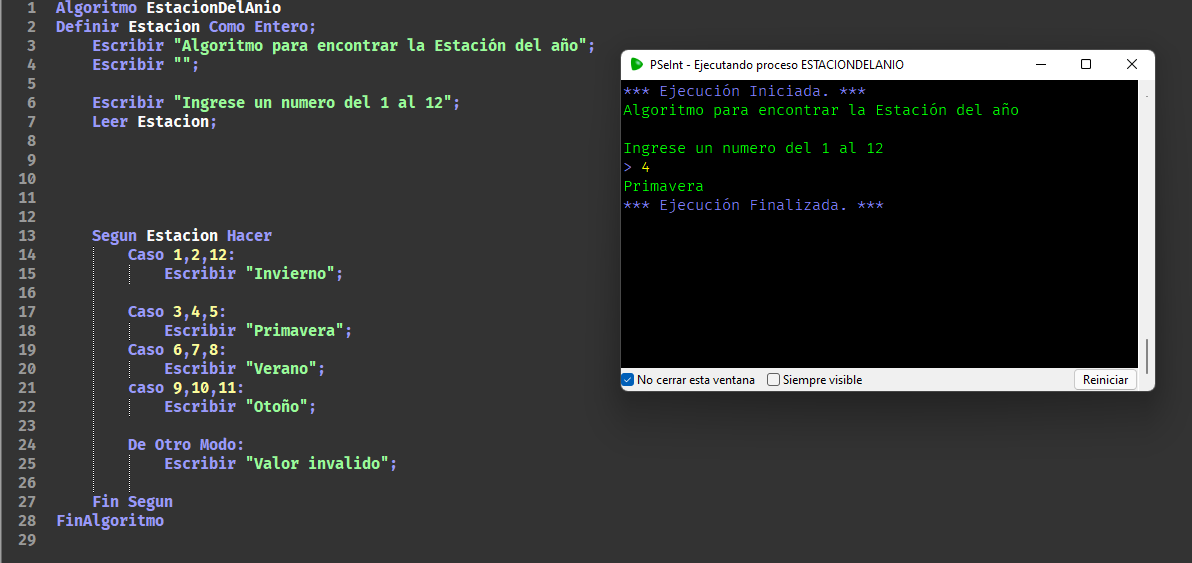 1 Algoritmo EstacionDelAnio
2 Definir Estacion Como Entero;
3 Escribir "Algoritmo para encontrar la Estación del año";
4 Escribir "";
5
6 Escribir "Ingrese un numero del 1 al 12";
7 Leer Estacion;
8
9
10
11
12
13 Segun Estacion Hacer
14 Caso 1,2,12:
15 Escribir "Invierno";
16
17 Caso 3,4,5:
18 Escribir "Primavera";
19 Caso 6,7,8:
20 Escribir "Verano";
21 caso 9,10,11:
22 Escribir "Otoño";
23
24 De Otro Modo:
25 Escribir "Valor invalido";
26
27 Fin Segun
28 FinAlgoritmo
29
PSeInt - Ejecutando proceso ESTACIONDELANIO
*** Ejecución Iniciada. ***
Algoritmo para encontrar la Estación del año
Ingrese un numero del 1 al 12
> 4
Primavera
*** Ejecución Finalizada. ***
No cerrar esta ventana Siempre visible Reiniciar